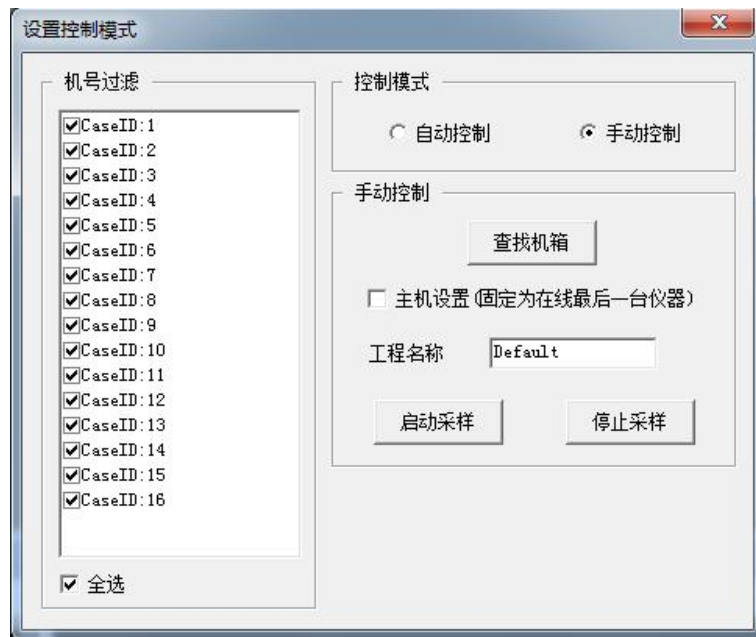 设置控制模式
机号过滤
CaseID:1
CaseID:2
CaseID:3
CaseID:4
CaseID:5
CaseID:6
CaseID:7
CaseID:8
CaseID:9
CaseID:10
CaseID:11
CaseID:12
CaseID:13
CaseID:14
CaseID:15
CaseID:16
全选
控制模式
自动控制 手动控制
手动控制
查找机箱
主机设置(固定为在线最后一台仪器)
工程名称 Default
启动采样 停止采样